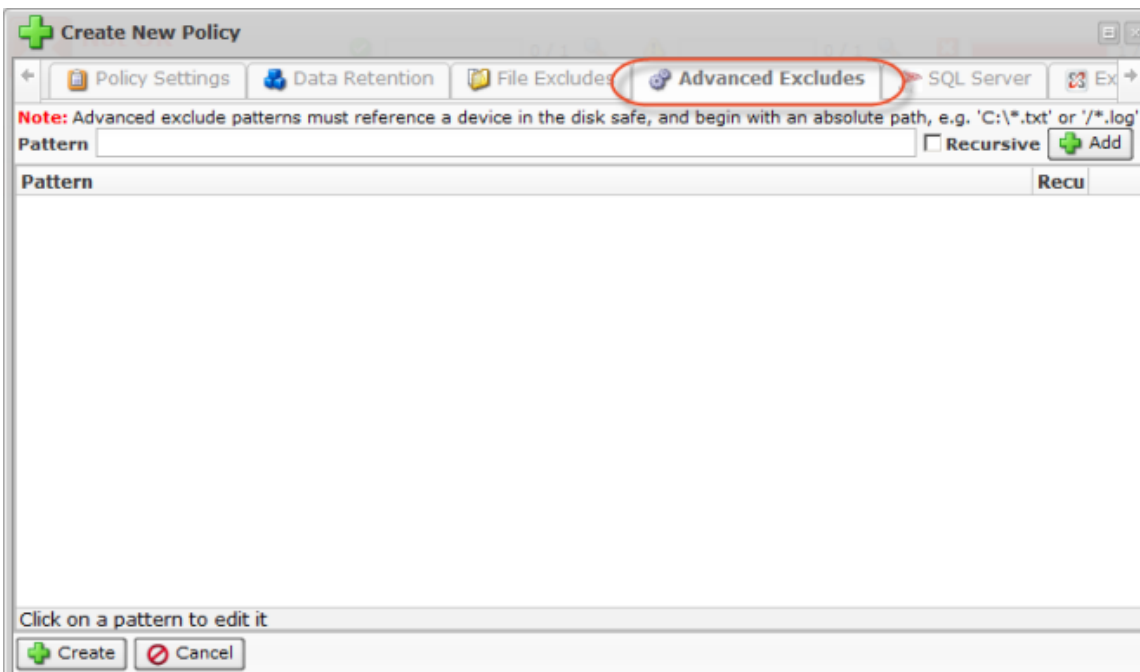 Create New Policy
Policy Settings Data Retention File Excludes Advanced Excludes SQL Server Ex
Note: Advanced exclude patterns must reference a device in the disk safe, and begin with an absolute path, e.g. 'C:\*.txt' or '/*.log'
Pattern Recursive Add
Pattern Recu
Click on a pattern to edit it
Create Cancel